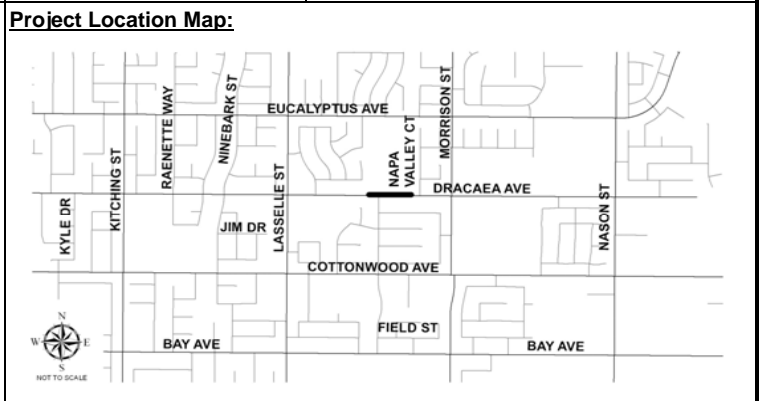 Project Location Map:
EUCALYPTUS AVE
RAENETTE WAY
NINEBARK ST
MORRISON ST
NAPA
VALLEY CT
KITCHING ST
LASSELLE ST
DRACAEA AVE
KYLE DR
JIM DR
NASON ST
COTTONWOOD AVE
FIELD ST
BAY AVE
BAY AVE
N
W
E
S
NOT TO SCALE